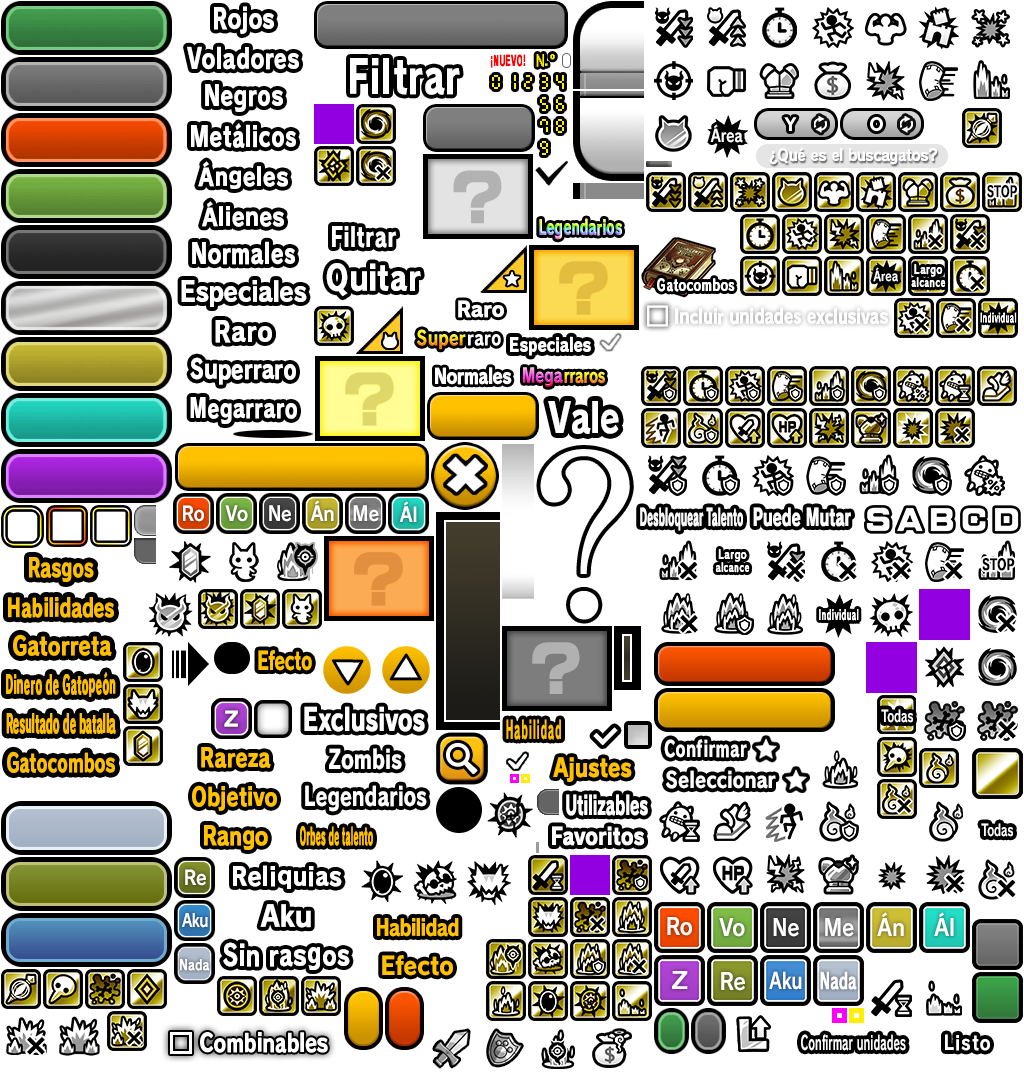 Rojos
Voladores
Negros
Metálicos
Ángeles
Álienes
Normales
Especiales
Raro
Superraro
Megarraro
Filtrar
¡NUEVO! N.º
0 1 2 3 4
5 6
7 8
9
Filtrar
Quitar
Legendarios
Raro
Superraro
Especiales
Normales
Megarraros
Vale
Ro
Vo
Ne
Án
Me
Ál
Rasgos
Habilidades
Gatorreta
Dinero de Gatopeón
Resultado de batalla
Gatocombos
Efecto
Z
Exclusivos
Rareza
Zombis
Objetivo
Legendarios
Rango
Orbes de talento
Habilidad
Ajustes
Utilizables
Favoritos
Re
Reliquias
Aku
Aku
Nada
Sin rasgos
Habilidad
Efecto
Combinables
Área
Y
O
¿Qué es el buscagatos?
STOP
Gatocombos
Área
Largo
alcance
Incluir unidades exclusivas
Individual
HP
Desbloquear Talento
Puede Mutar
S A B C D
Largo
alcance
STOP
Individual
Todas
Confirmar
Seleccionar
Todas
HP
Ro
Vo
Ne
Me
Án
Ál
Z
Re
Aku
Nada
Confirmar unidades
Listo